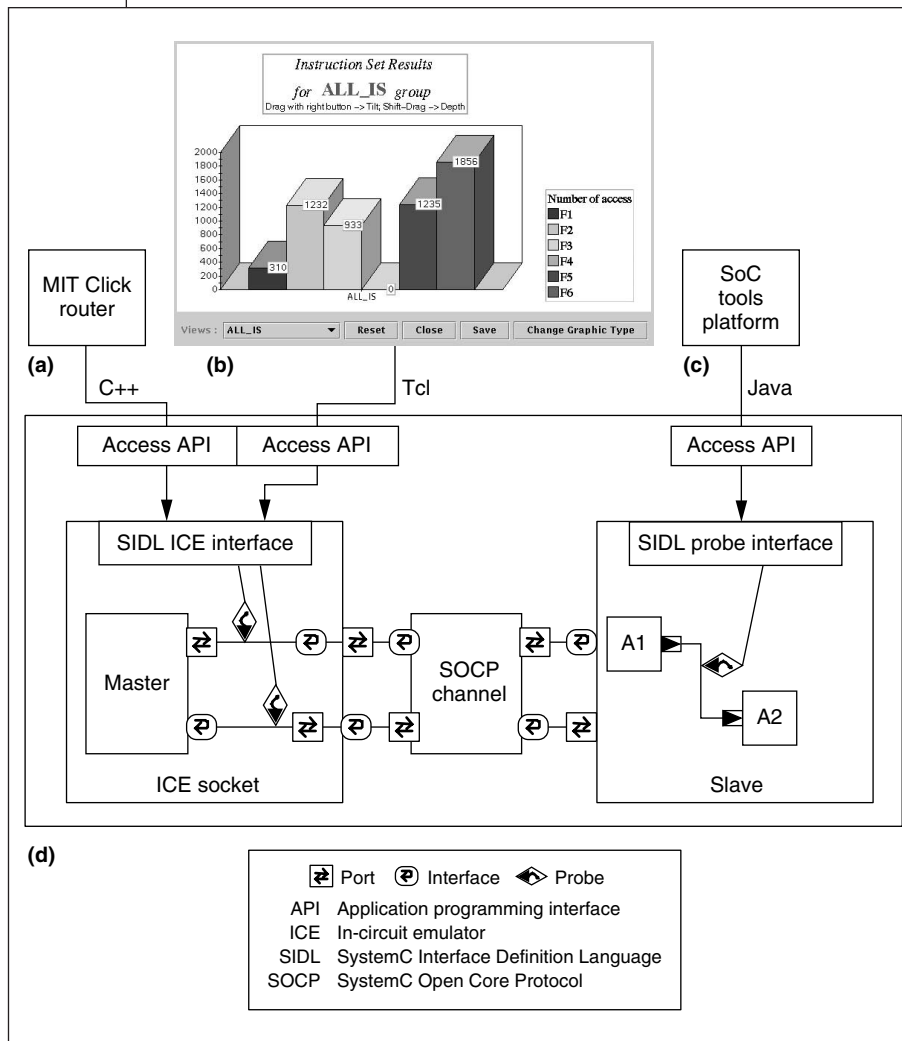 Instruction Set Results
for ALL_IS group
Drag with right button -> Tilt; Shift-Drag -> Depth
2000
1800
1600
1400
1200
1000
800
600
400
200
0
310
1232
933
0
1235
1856
ALL_IS
Number of access
F1
F2
F3
F4
F5
F6
Views : ALL_IS Reset Close Save Change Graphic Type
MIT Click
router
SoC
tools
platform
(a)
(b)
(c)
C++
Tcl
Java
Access API
Access API
Access API
SIDL ICE interface
SIDL probe interface
Master
SOCP
channel
A1
A2
ICE socket
Slave
(d)
Port Interface Probe
API Application programming interface
ICE In-circuit emulator
SIDL SystemC Interface Definition Language
SOCP SystemC Open Core Protocol